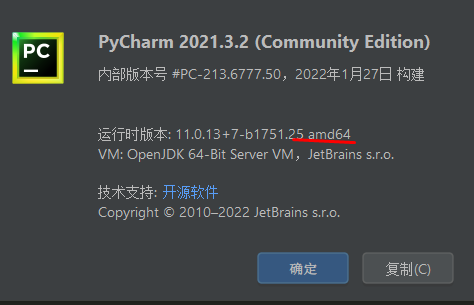 PC
PyCharm 2021.3.2 (Community Edition)
内部版本号 #PC-213.6777.50，2022年1月27日 构建
运行时版本: 11.0.13+7-b1751.25 amd64
VM: OpenJDK 64-Bit Server VM，JetBrains s.r.o.
技术支持: 开源软件
Copyright © 2010–2022 JetBrains s.r.o.
确定
复制(C)